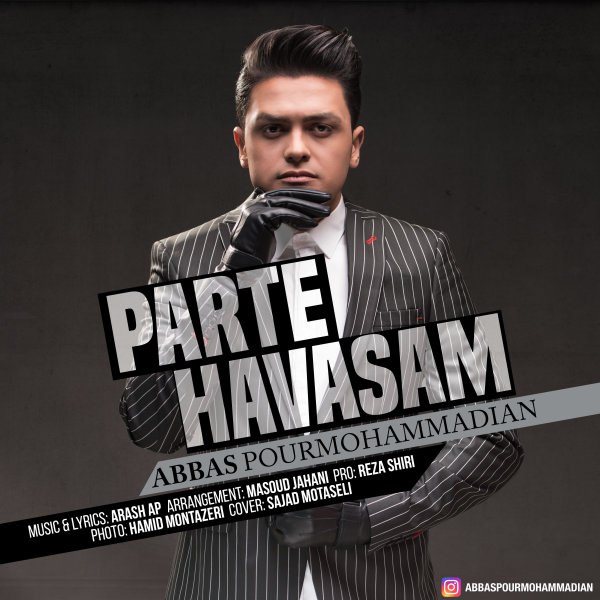 PARTE
HAVASAM
ABBAS POURMOHAMMADIAN
MUSIC & LYRICS: ARASH AP ARRANGEMENT: MASOUD JAHANI PRO: REZA SHIRI
PHOTO: HAMID MONTAZERI COVER: SAJAD MOTASELI
ABBASPOURMOHAMMADIAN